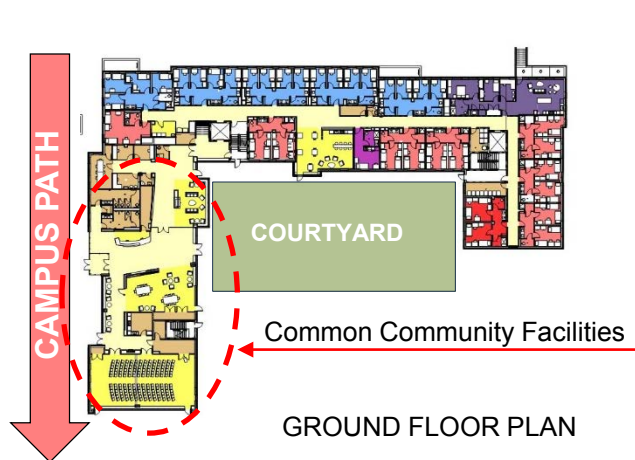 CAMPUS PATH
COURTYARD
Common Community Facilities
GROUND FLOOR PLAN